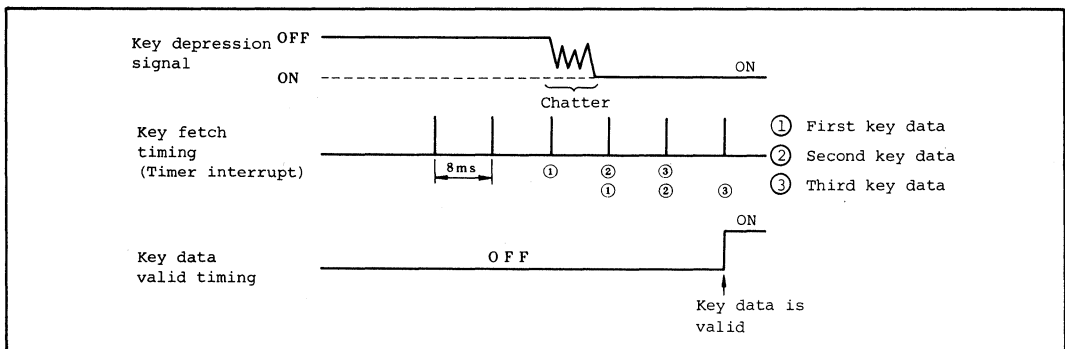 Key depression OFF
signal
ON
ON
Chatter
Key fetch
timing
(Timer interrupt)
8ms
① ② ③
① ② ③
① First key data
② Second key data
③ Third key data
ON
Key data
valid timing
OFF
Key data is
valid